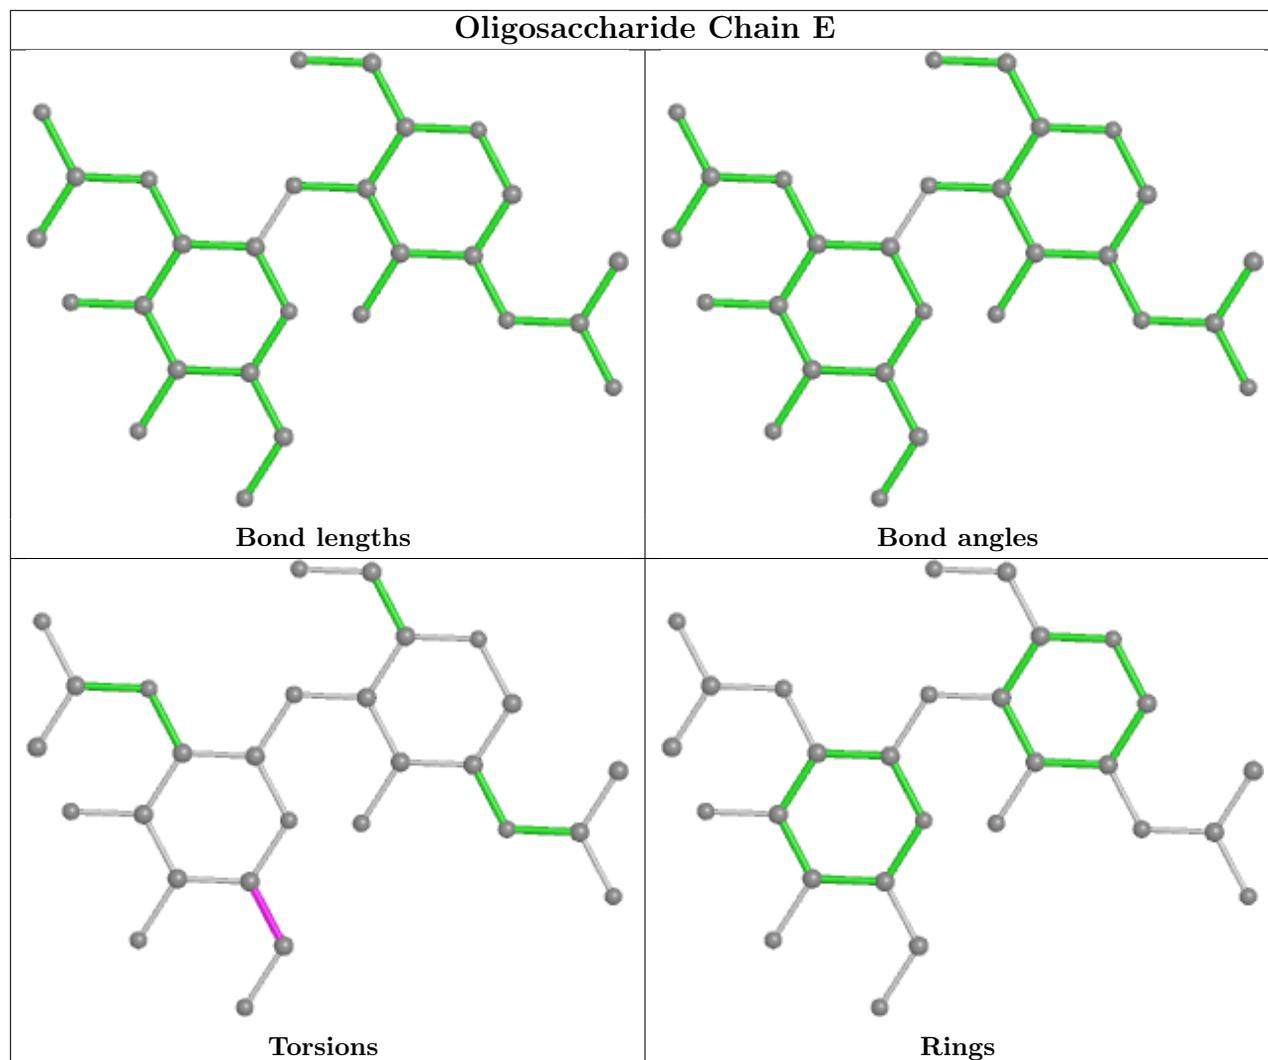 Oligosaccharide Chain E
Bond lengths
Bond angles
Torsions
Rings